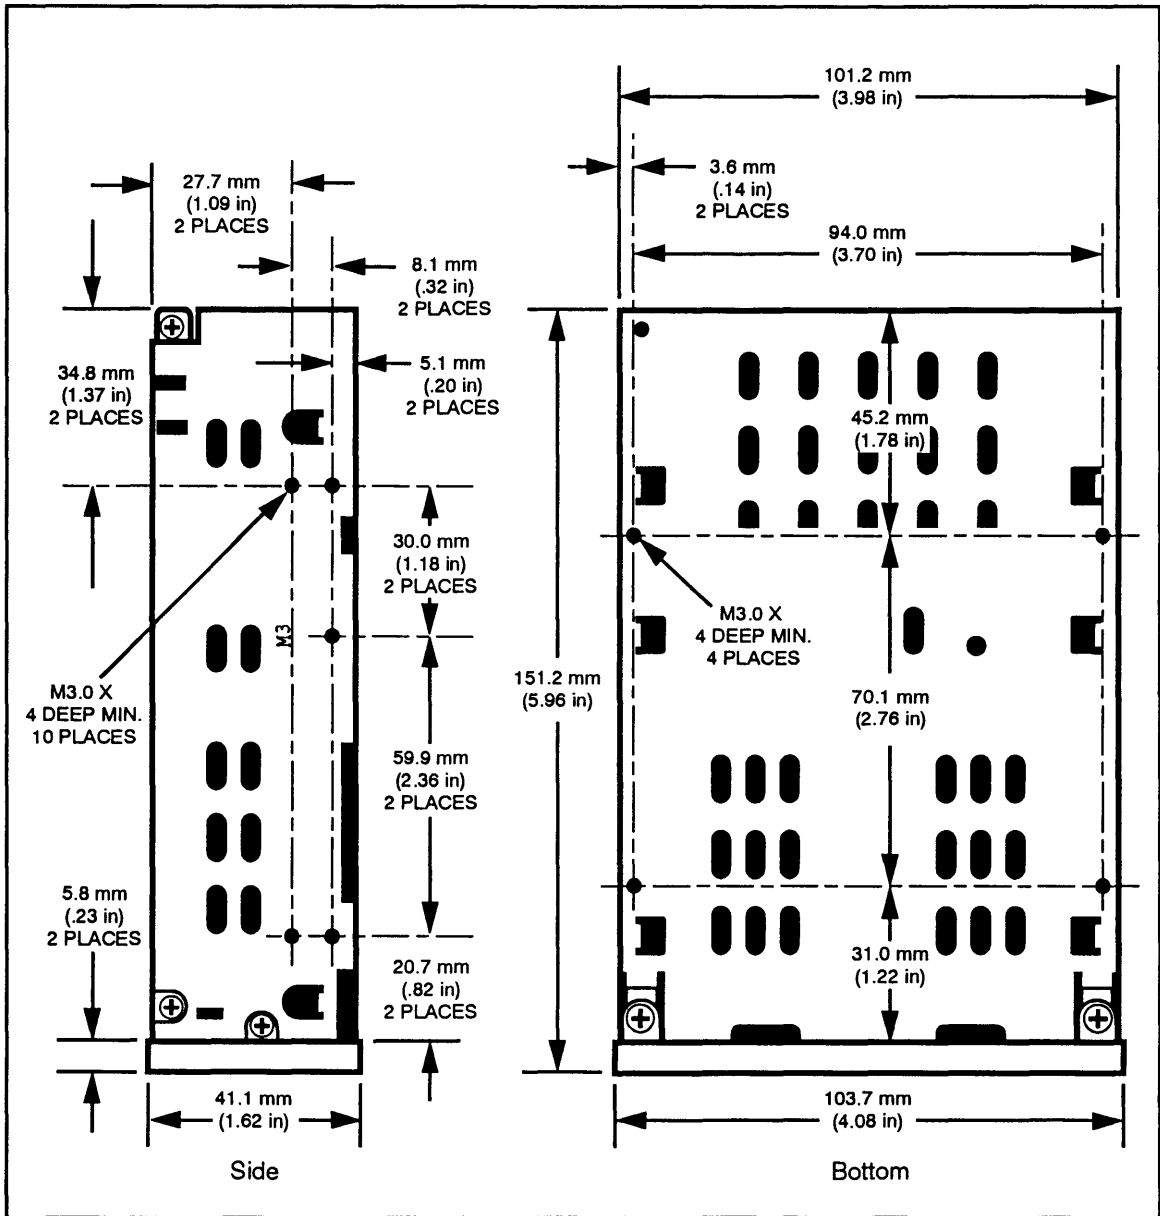 101.2 mm
(3.98 in)
3.6 mm
(.14 in)
2 PLACES
94.0 mm
(3.70 in)
27.7 mm
(1.09 in)
2 PLACES
8.1 mm
(.32 in)
2 PLACES
5.1 mm
(.20 in)
2 PLACES
34.8 mm
(1.37 in)
2 PLACES
45.2 mm
(1.78 in)
30.0 mm
(1.18 in)
2 PLACES
M3
M3.0 X
4 DEEP MIN.
4 PLACES
M3.0 X
4 DEEP MIN.
10 PLACES
151.2 mm
(5.96 in)
70.1 mm
(2.76 in)
59.9 mm
(2.36 in)
2 PLACES
5.8 mm
(.23 in)
2 PLACES
20.7 mm
(.82 in)
2 PLACES
31.0 mm
(1.22 in)
41.1 mm
(1.62 in)
103.7 mm
(4.08 in)
Side
Bottom